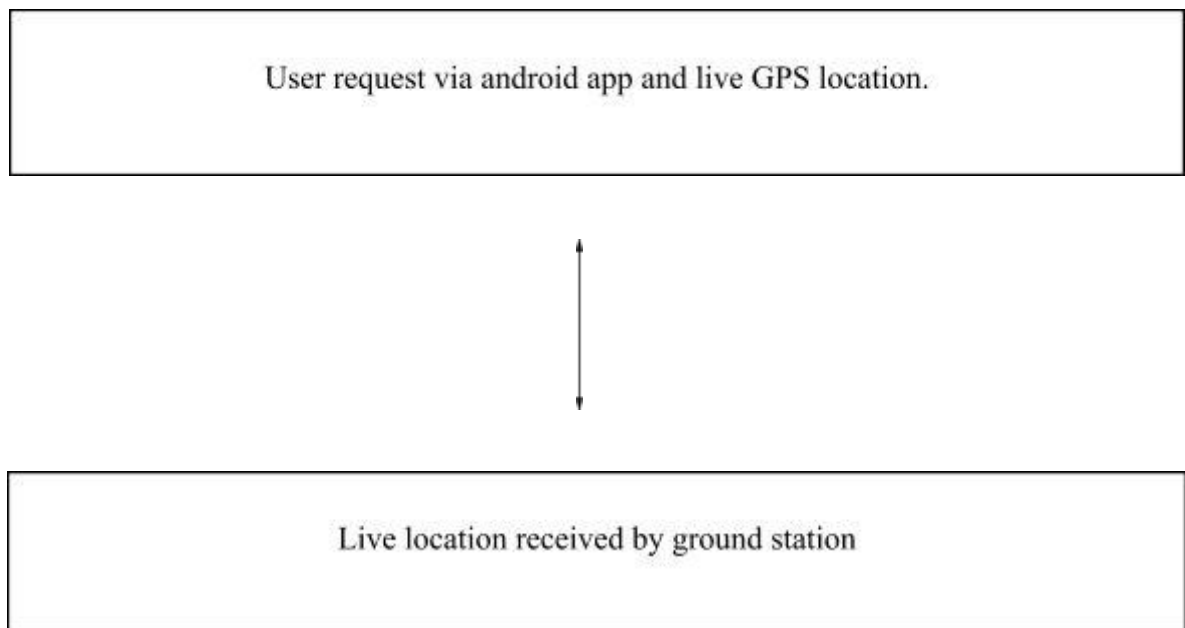 User request via android app and live GPS location.
Live location received by ground station